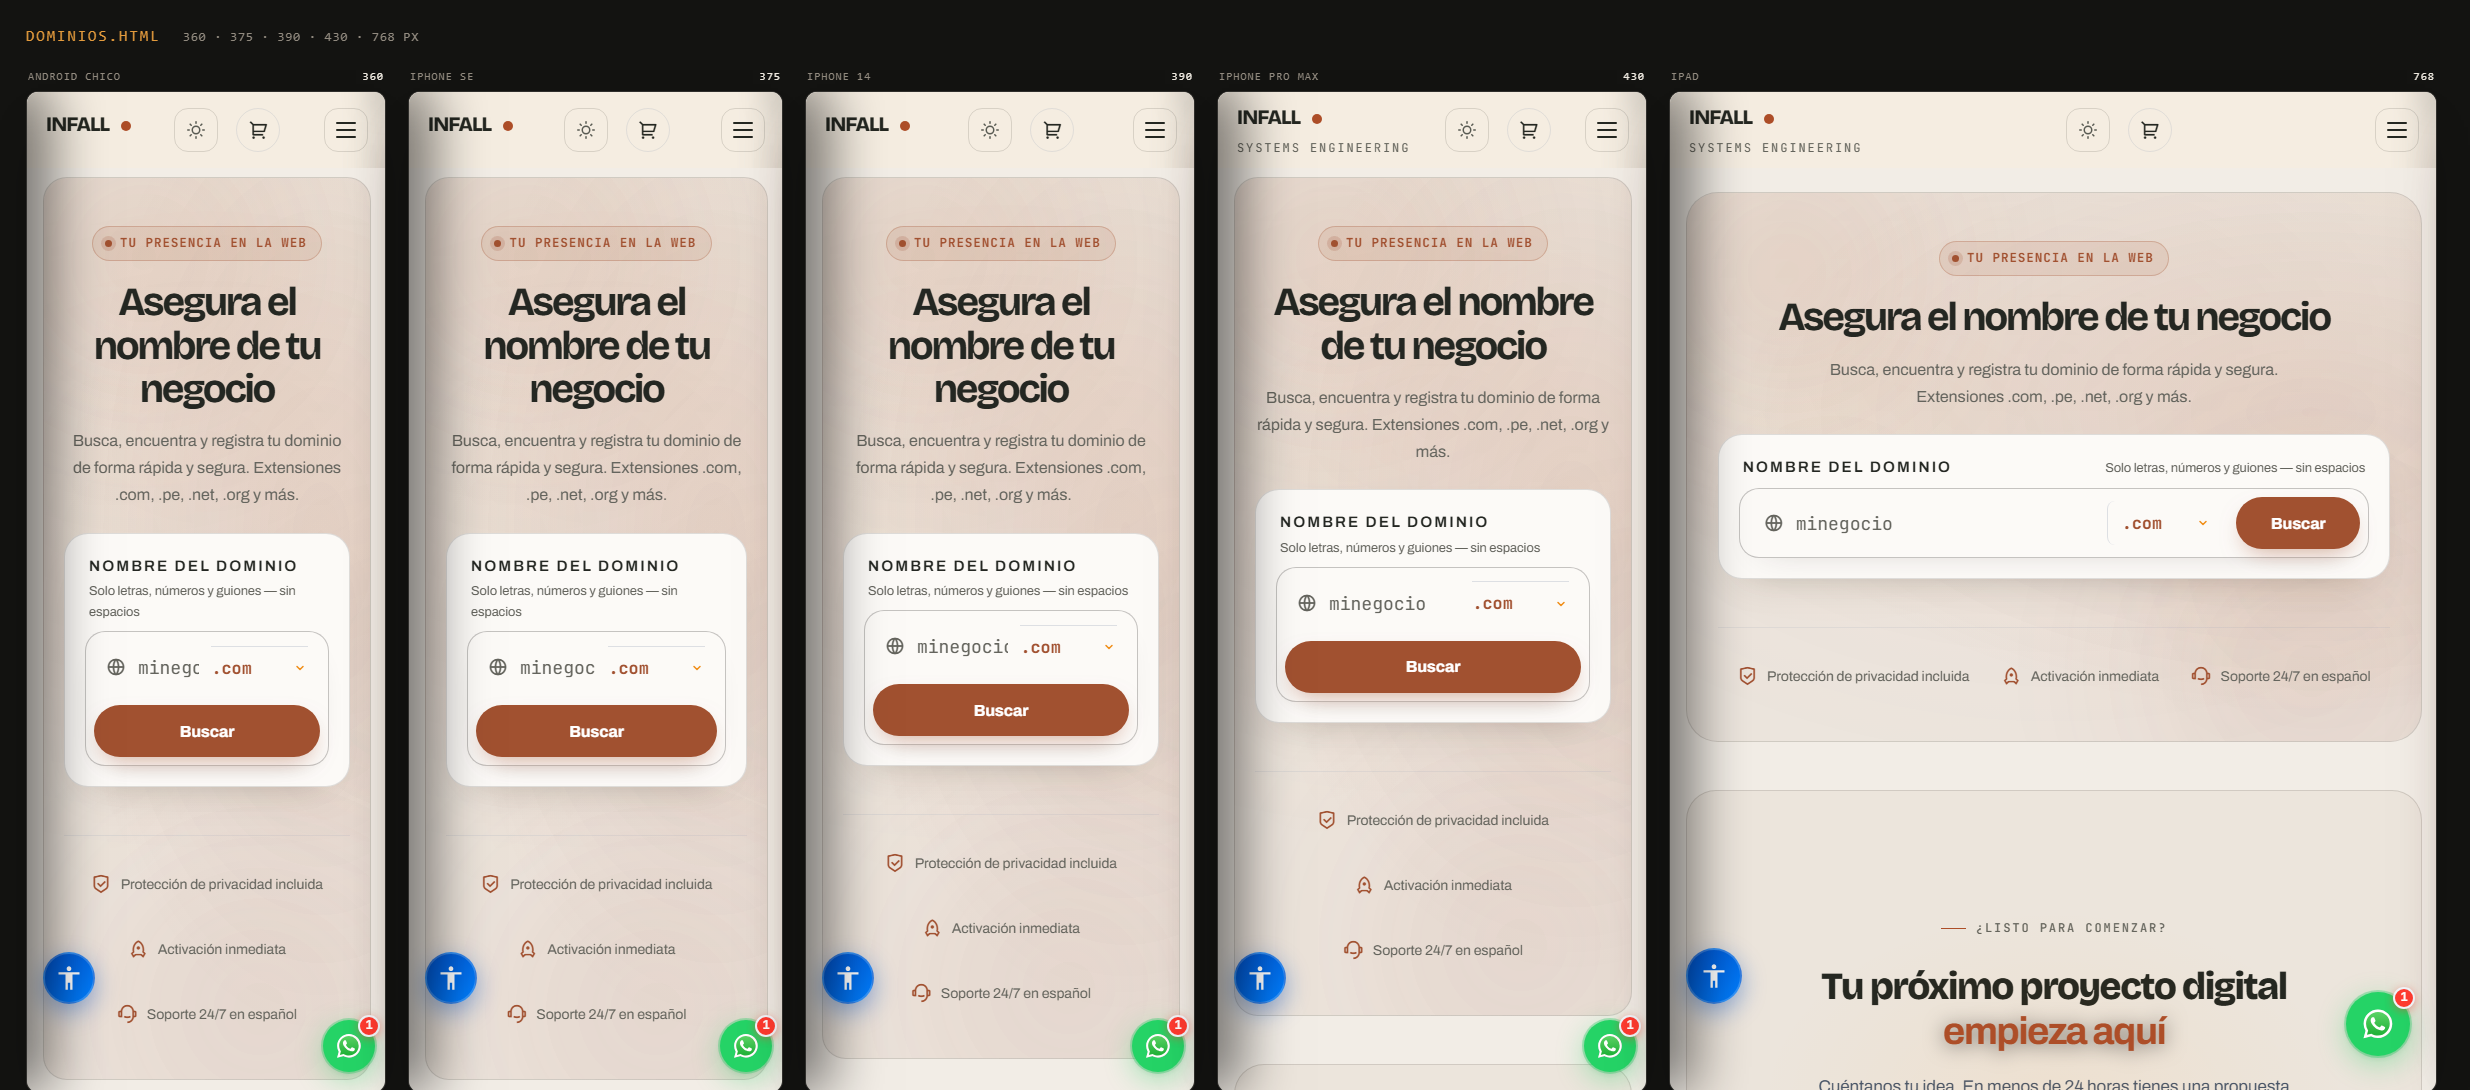 DOMINIOS.HTML 360 · 375 · 390 · 430 · 768 PX
ANDROID CHICO 360
INFALL
TU PRESENCIA EN LA WEB
Asegura el
nombre de tu
negocio
Busca, encuentra y registra tu dominio
de forma rápida y segura. Extensiones
.com, .pe, .net, .org y más.
NOMBRE DEL DOMINIO
Solo letras, números y guiones — sin
espacios
minegc .com
Buscar
Protección de privacidad incluida
Activación inmediata
Soporte 24/7 en español
1
IPHONE SE 375
INFALL
TU PRESENCIA EN LA WEB
Asegura el
nombre de tu
negocio
Busca, encuentra y registra tu dominio de
forma rápida y segura. Extensiones .com,
.pe, .net, .org y más.
NOMBRE DEL DOMINIO
Solo letras, números y guiones — sin
espacios
minegoc .com
Buscar
Protección de privacidad incluida
Activación inmediata
Soporte 24/7 en español
1
IPHONE 14 390
INFALL
TU PRESENCIA EN LA WEB
Asegura el
nombre de tu
negocio
Busca, encuentra y registra tu dominio de
forma rápida y segura. Extensiones .com,
.pe, .net, .org y más.
NOMBRE DEL DOMINIO
Solo letras, números y guiones — sin espacios
minegocio .com
Buscar
Protección de privacidad incluida
Activación inmediata
Soporte 24/7 en español
1
IPHONE PRO MAX 430
INFALL
SYSTEMS ENGINEERING
TU PRESENCIA EN LA WEB
Asegura el nombre
de tu negocio
Busca, encuentra y registra tu dominio de forma
rápida y segura. Extensiones .com, .pe, .net, .org y
más.
NOMBRE DEL DOMINIO
Solo letras, números y guiones — sin espacios
minegocio .com
Buscar
Protección de privacidad incluida
Activación inmediata
Soporte 24/7 en español
1
IPAD 768
INFALL
SYSTEMS ENGINEERING
TU PRESENCIA EN LA WEB
Asegura el nombre de tu negocio
Busca, encuentra y registra tu dominio de forma rápida y segura.
Extensiones .com, .pe, .net, .org y más.
NOMBRE DEL DOMINIO Solo letras, números y guiones — sin espacios
minegocio .com Buscar
Protección de privacidad incluida Activación inmediata Soporte 24/7 en español
¿LISTO PARA COMENZAR?
Tu próximo proyecto digital
empieza aquí
1
Cuéntanos tu idea. En menos de 24 horas tienes una propuesta